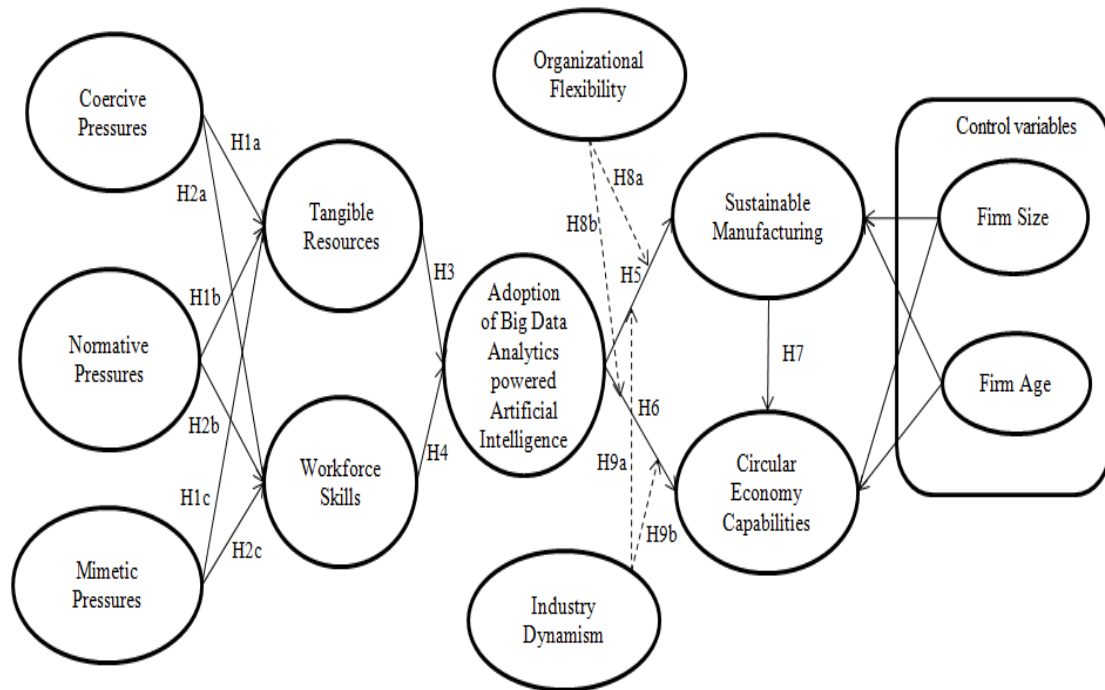 Organizational
Flexibility
Coercive
Pressures
Control variables
H1a
H8a
H2a
Tangible
Resources
Sustainable
Manufacturing
Firm Size
H8b
H3
H5
H1b
Adoption
of Big Data
Analytics
powered
Artificial
Intelligence
Normative
Pressures
H7
Firm Age
H6
H2b
H4
H9a
Workforce
Skills
Circular
Economy
Capabilities
H1c
H9b
H2c
Mimetic
Pressures
Industry
Dynamism